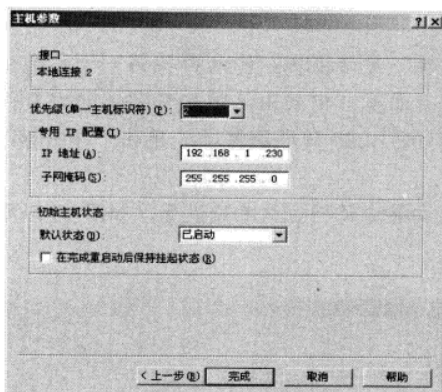 主机参数
接口
本地连接 2
优先级(单一主机标识符)(P):
2
专用 IP 配置(I)
IP 地址(A):
192 .168 . 1 .230
子网掩码(S):
255 .255 .255 . 0
初始主机状态
默认状态(D)
已启动
在完成重启动后保持挂起状态(R)
< 上一步(B)
完成
取消
帮助